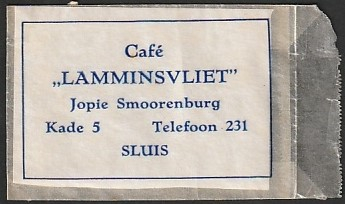 Café
„LAMMINSVLIET”
Jopie Smoorenburg
Kade 5 Telefoon 231
SLUIS